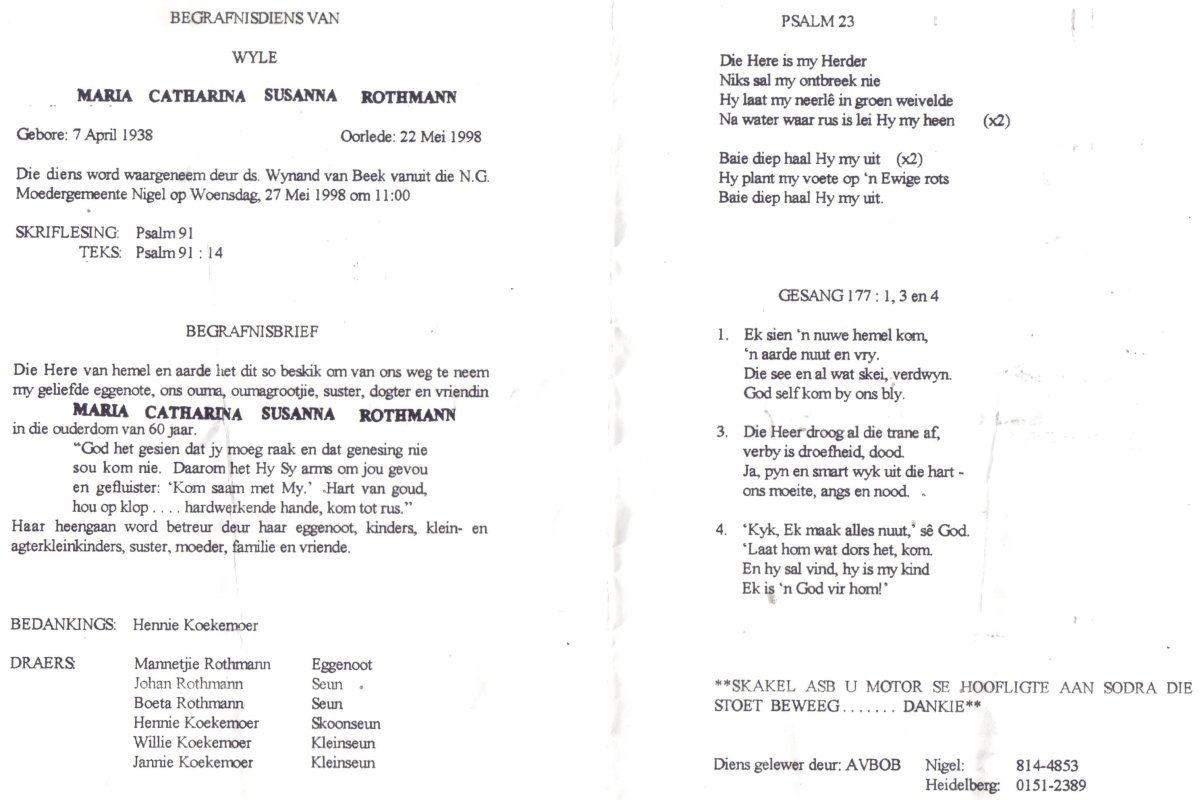 BEGRAFNISDIENS VAN
WYLE
MARIA CATHARINA SUSANNA ROTHMANN
Gebore: 7 April 1938 Oorlede: 22 Mei 1998
Die diens word waargeneem deur ds. Wynand van Beek vanuit die N.G.
Moedergemeente Nigel op Woensdag, 27 Mei 1998 om 11:00
SKRIFLESING: Psalm 91
TEKS: Psalm 91 : 14
BEGRAFNISBRIEF
Die Here van hemel en aarde het dit so beskik om van ons weg te neem
my geliefde eggenote, ons ouma, oumagrootjie, suster, dogter en vriendin
MARIA CATHARINA SUSANNA ROTHMANN
in die ouderdom van 60 jaar.
“God het gesien dat jy moeg raak en dat genesing nie
sou kom nie. Daarom het Hy Sy arms om jou gevou
en gefluister: ‘Kom saam met My.’ Hart van goud,
hou op klop . . . . hardwerkende hande, kom tot rus.”
Haar heengaan word betreur deur haar eggenoot, kinders, klein- en
agterkleinkinders, suster, moeder, familie en vriende.
BEDANKINGS: Hennie Koekemoer
DRAERS: Mannetjie Rothmann Eggenoot
Johan Rothmann Seun
Boeta Rothmann Seun
Hennie Koekemoer Skoonseun
Willie Koekemoer Kleinseun
Jannie Koekemoer Kleinseun
PSALM 23
Die Here is my Herder
Niks sal my ontbreek nie
Hy laat my neerlê in groen weivelde
Na water waar rus is lei Hy my heen (x2)
Baie diep haal Hy my uit (x2)
Hy plant my voete op ‘n Ewige rots
Baie diep haal Hy my uit.
GESANG 177 : 1, 3 en 4
1. Ek sien ‘n nuwe hemel kom,
‘n aarde nuut en vry.
Die see en al wat skei, verdwyn.
God self kom by ons bly.
3. Die Heer droog al die trane af,
verby is droefheid, dood.
Ja, pyn en smart wyk uit die hart -
ons moeite, angs en nood.
4. ‘Kyk, Ek maak alles nuut,’ sê God.
‘Laat hom wat dors het, kom.
En hy sal vind, hy is my kind
Ek is ‘n God vir hom!’
**SKAKEL ASB U MOTOR SE HOOFLIGTE AAN SODRA DIE
STOET BEWEEG....... DANKIE**
Diens gelewer deur: AVBOB Nigel: 814-4853
Heidelberg: 0151-2389